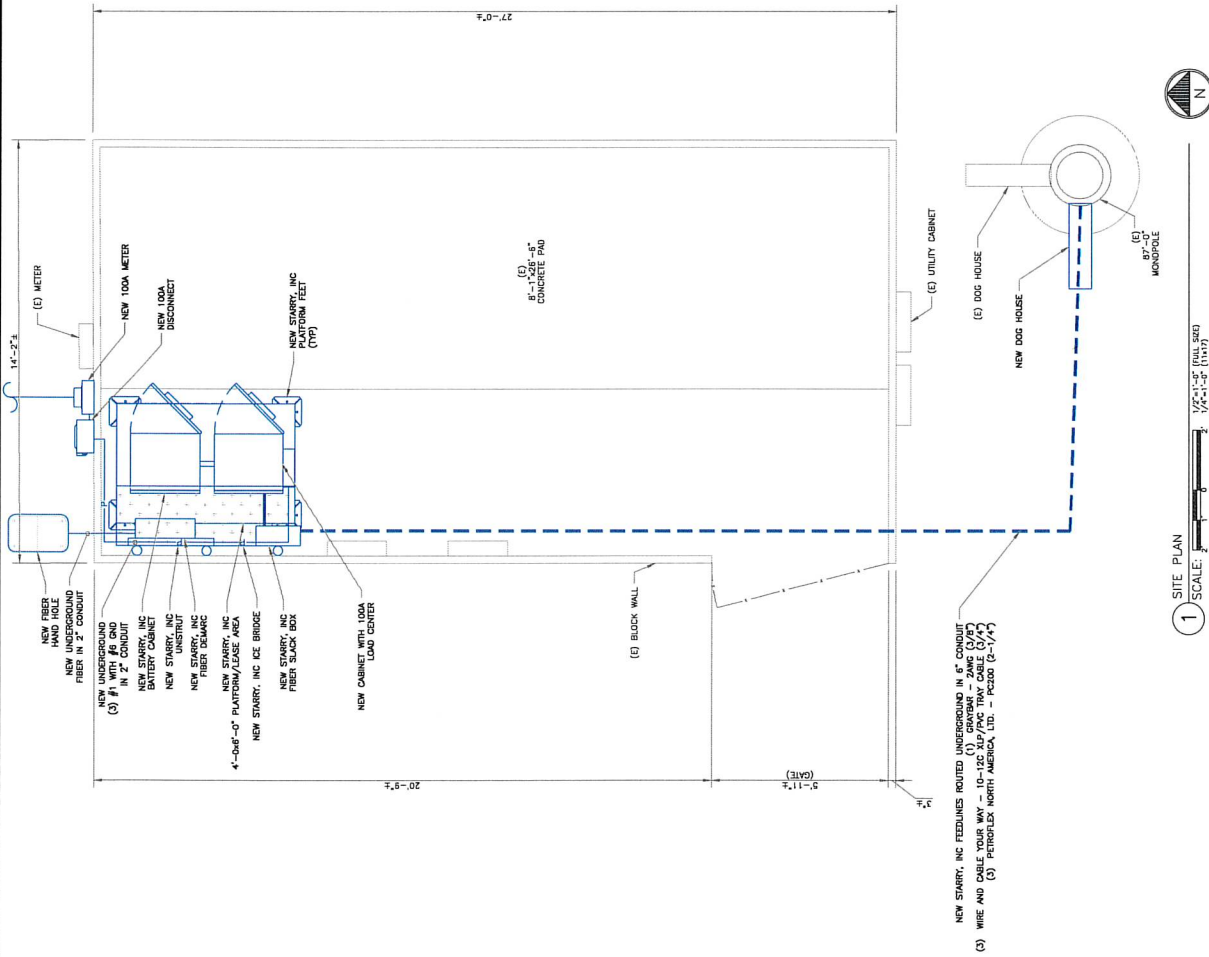 14'-2"±
27'-0"±
(E) METER
NEW 100A METER
NEW 100A
DISCONNECT
NEW STARRY, INC
PLATFORM FEET
(TYP)
NEW FIBER
HAND HOLE
NEW UNDERGROUND
FIBER IN 2" CONDUIT
NEW UNDERGROUND
(3) #1 WITH #6 GND
IN 2" CONDUIT
NEW STARRY, INC
BATTERY CABINET
NEW STARRY, INC
UNISTRUT
NEW STARRY, INC
FIBER DEMARC
NEW STARRY, INC
4'-0x6'-0" PLATFORM/LEASE AREA
NEW STARRY, INC ICE BRIDGE
NEW STARRY, INC
FIBER SLACK BOX
NEW CABINET WITH 100A
LOAD CENTER
(E)
8'-1"x26'-6"
CONCRETE PAD
(E) BLOCK WALL
(E) UTILITY CABINET
20'-9"±
5'-11"±
(GATE)
(E) DOG HOUSE
NEW DOG HOUSE
(E)
87'-0"
MONOPOLE
NEW STARRY, INC FEEDLINES ROUTED UNDERGROUND IN 6" CONDUIT
(1) GRAYBAR - 2AWG (3/8")
(3) WIRE AND CABLE YOUR WAY - 10-12C XLP/PVC TRAY CABLE (3/4")
(3) PETROFLEX NORTH AMERICA, LTD. - PC200 (2-1/4")
1
SITE PLAN
SCALE:
2' 1' 0 2'
1/2"=1'-0" (FULL SIZE)
1/4"=1'-0" (11x17)
N